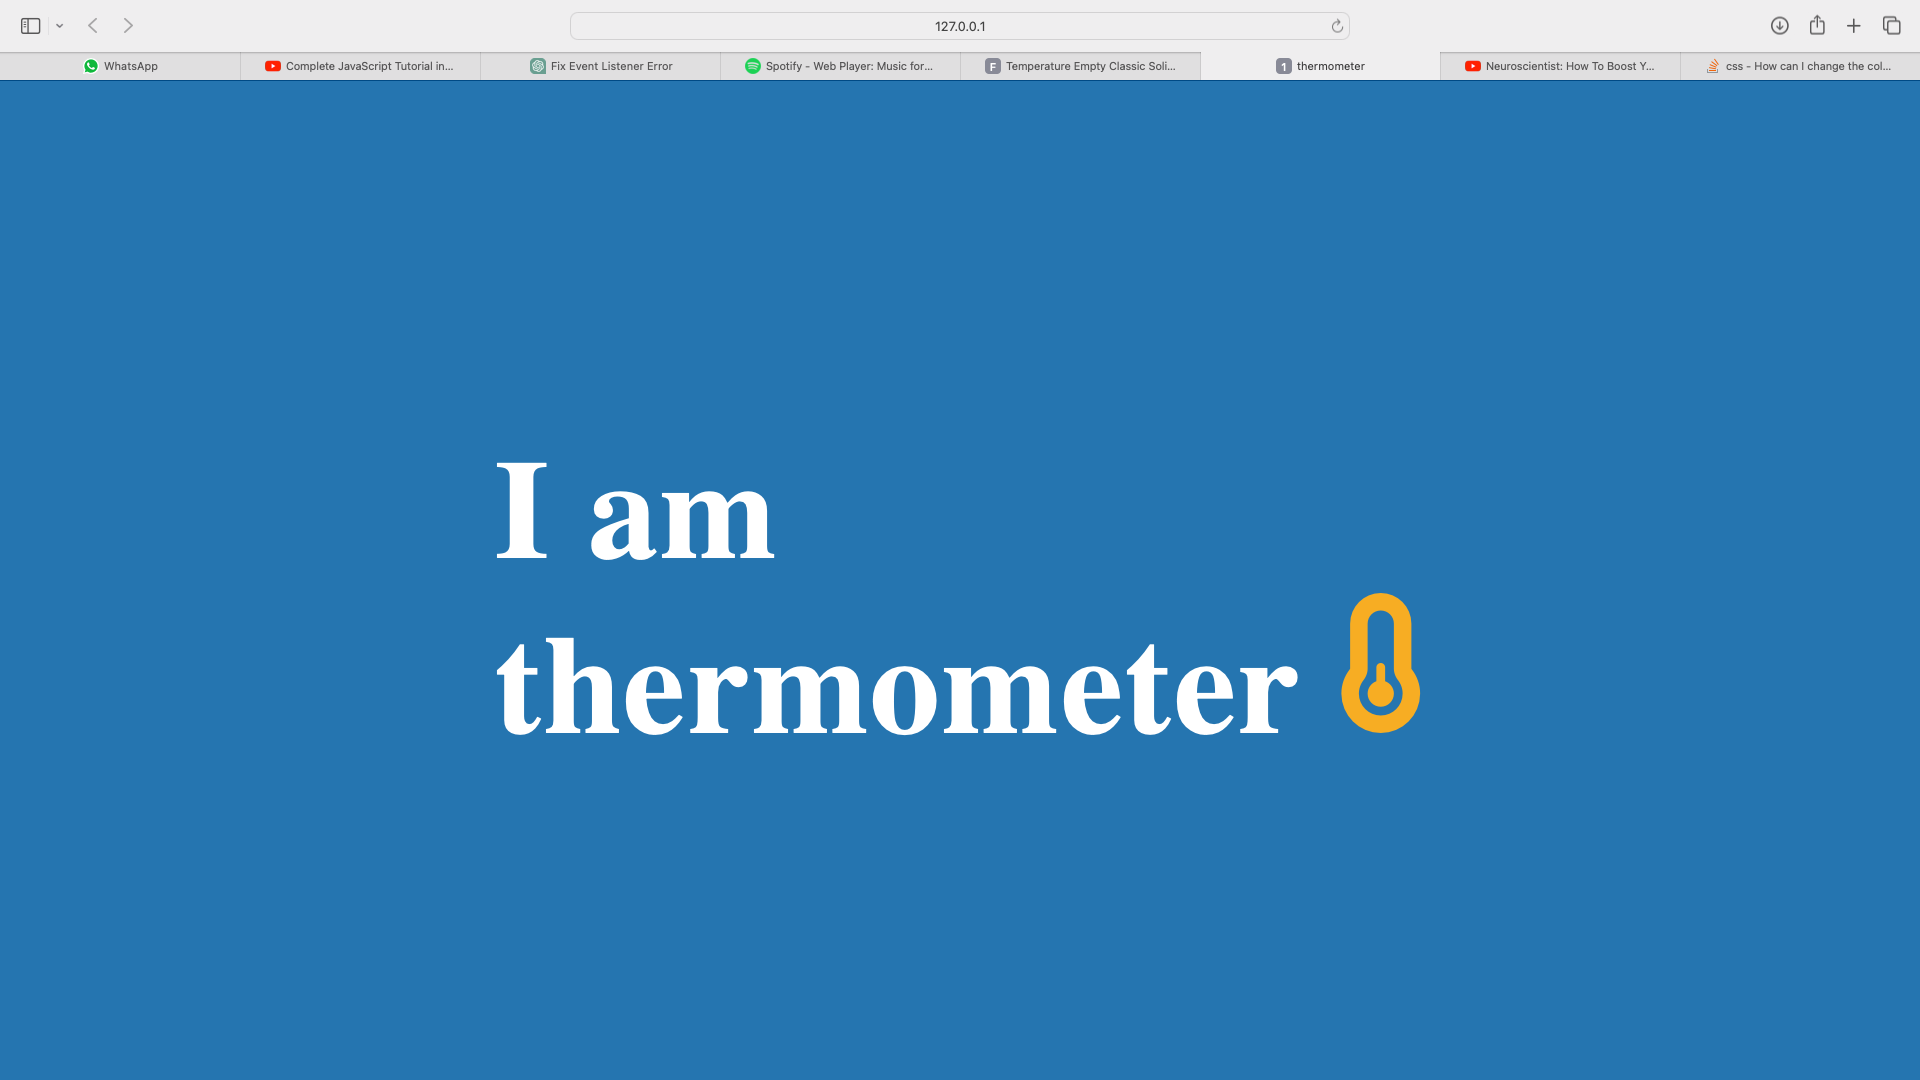 127.0.0.1
WhatsApp
Complete JavaScript Tutorial in...
Fix Event Listener Error
Spotify - Web Player: Music for...
F Temperature Empty Classic Soli...
1 thermometer
Neuroscientist: How To Boost Y...
css - How can I change the col...
I am
thermometer